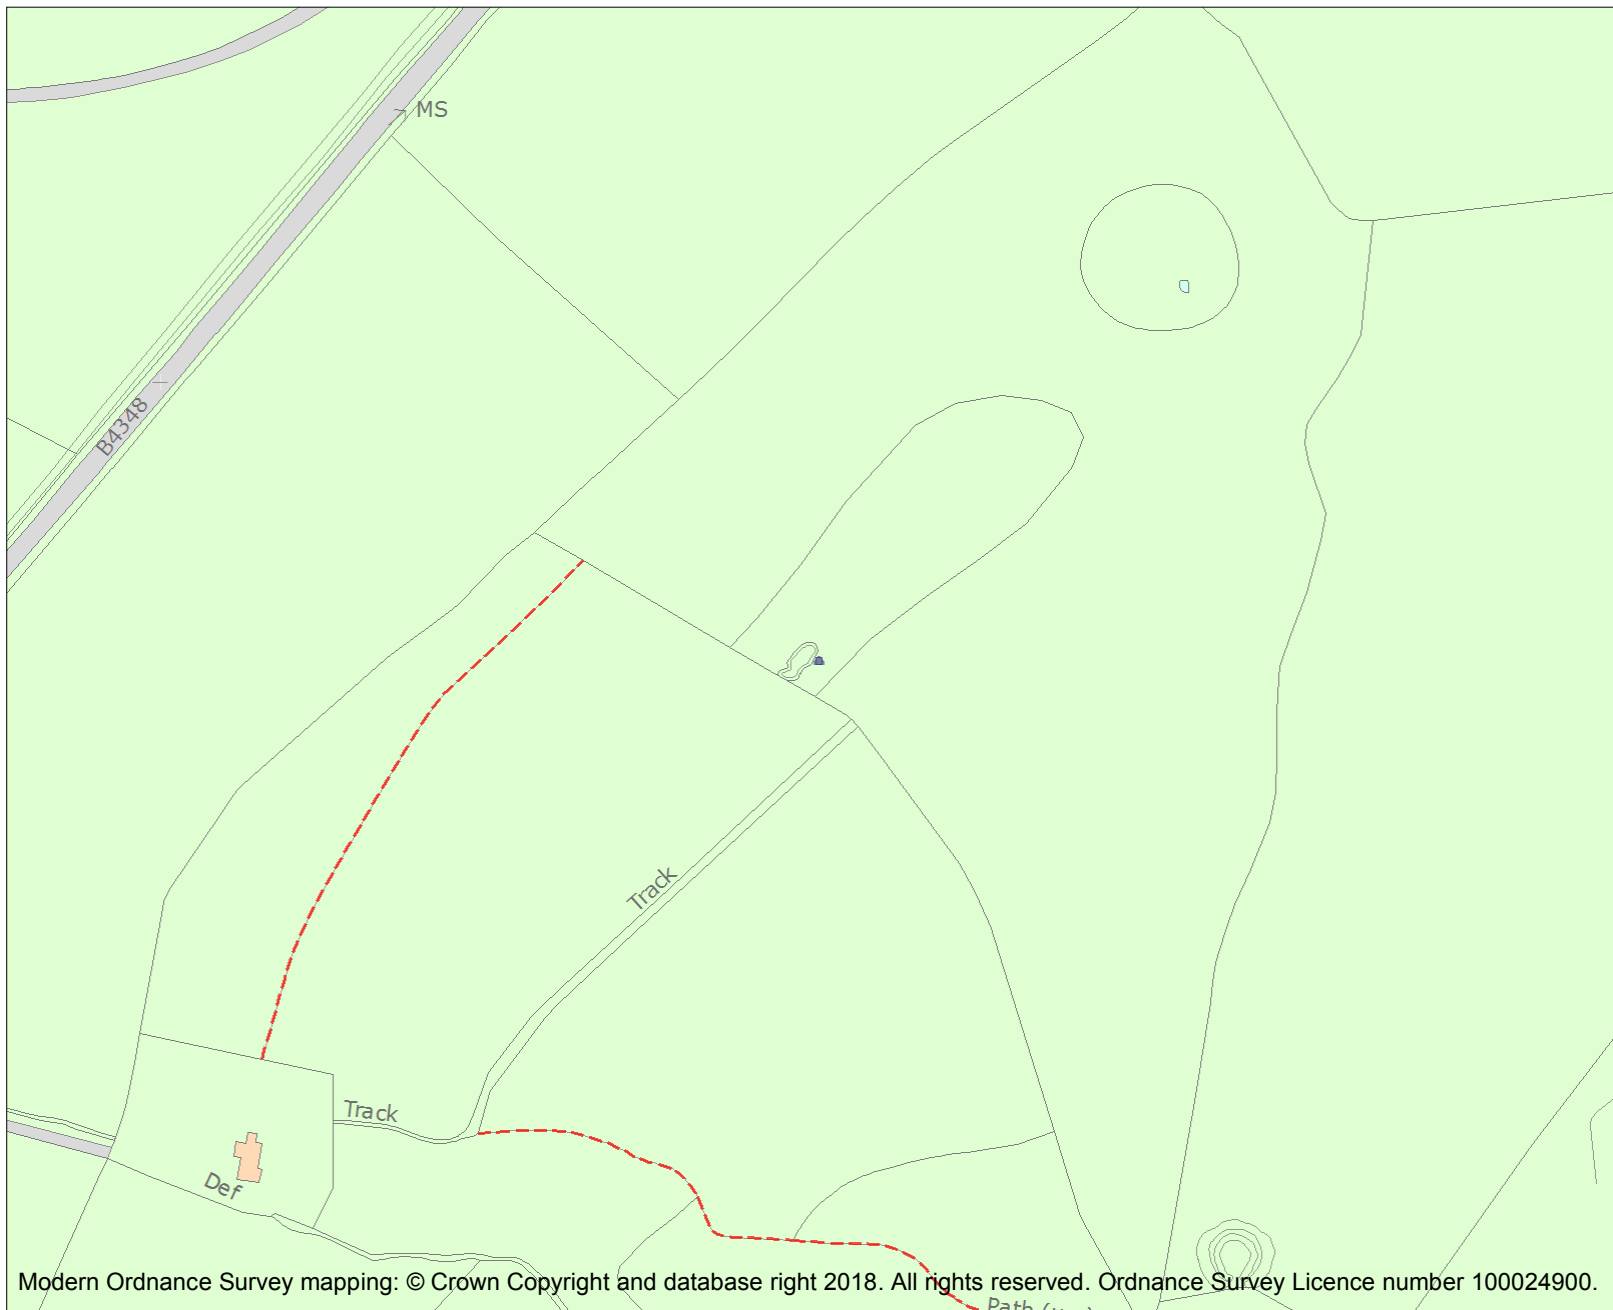 MS
B4348
Track
Track
Def
Path
Modern Ordnance Survey mapping: © Crown Copyright and database right 2018. All rights reserved. Ordnance Survey Licence number 100024900.